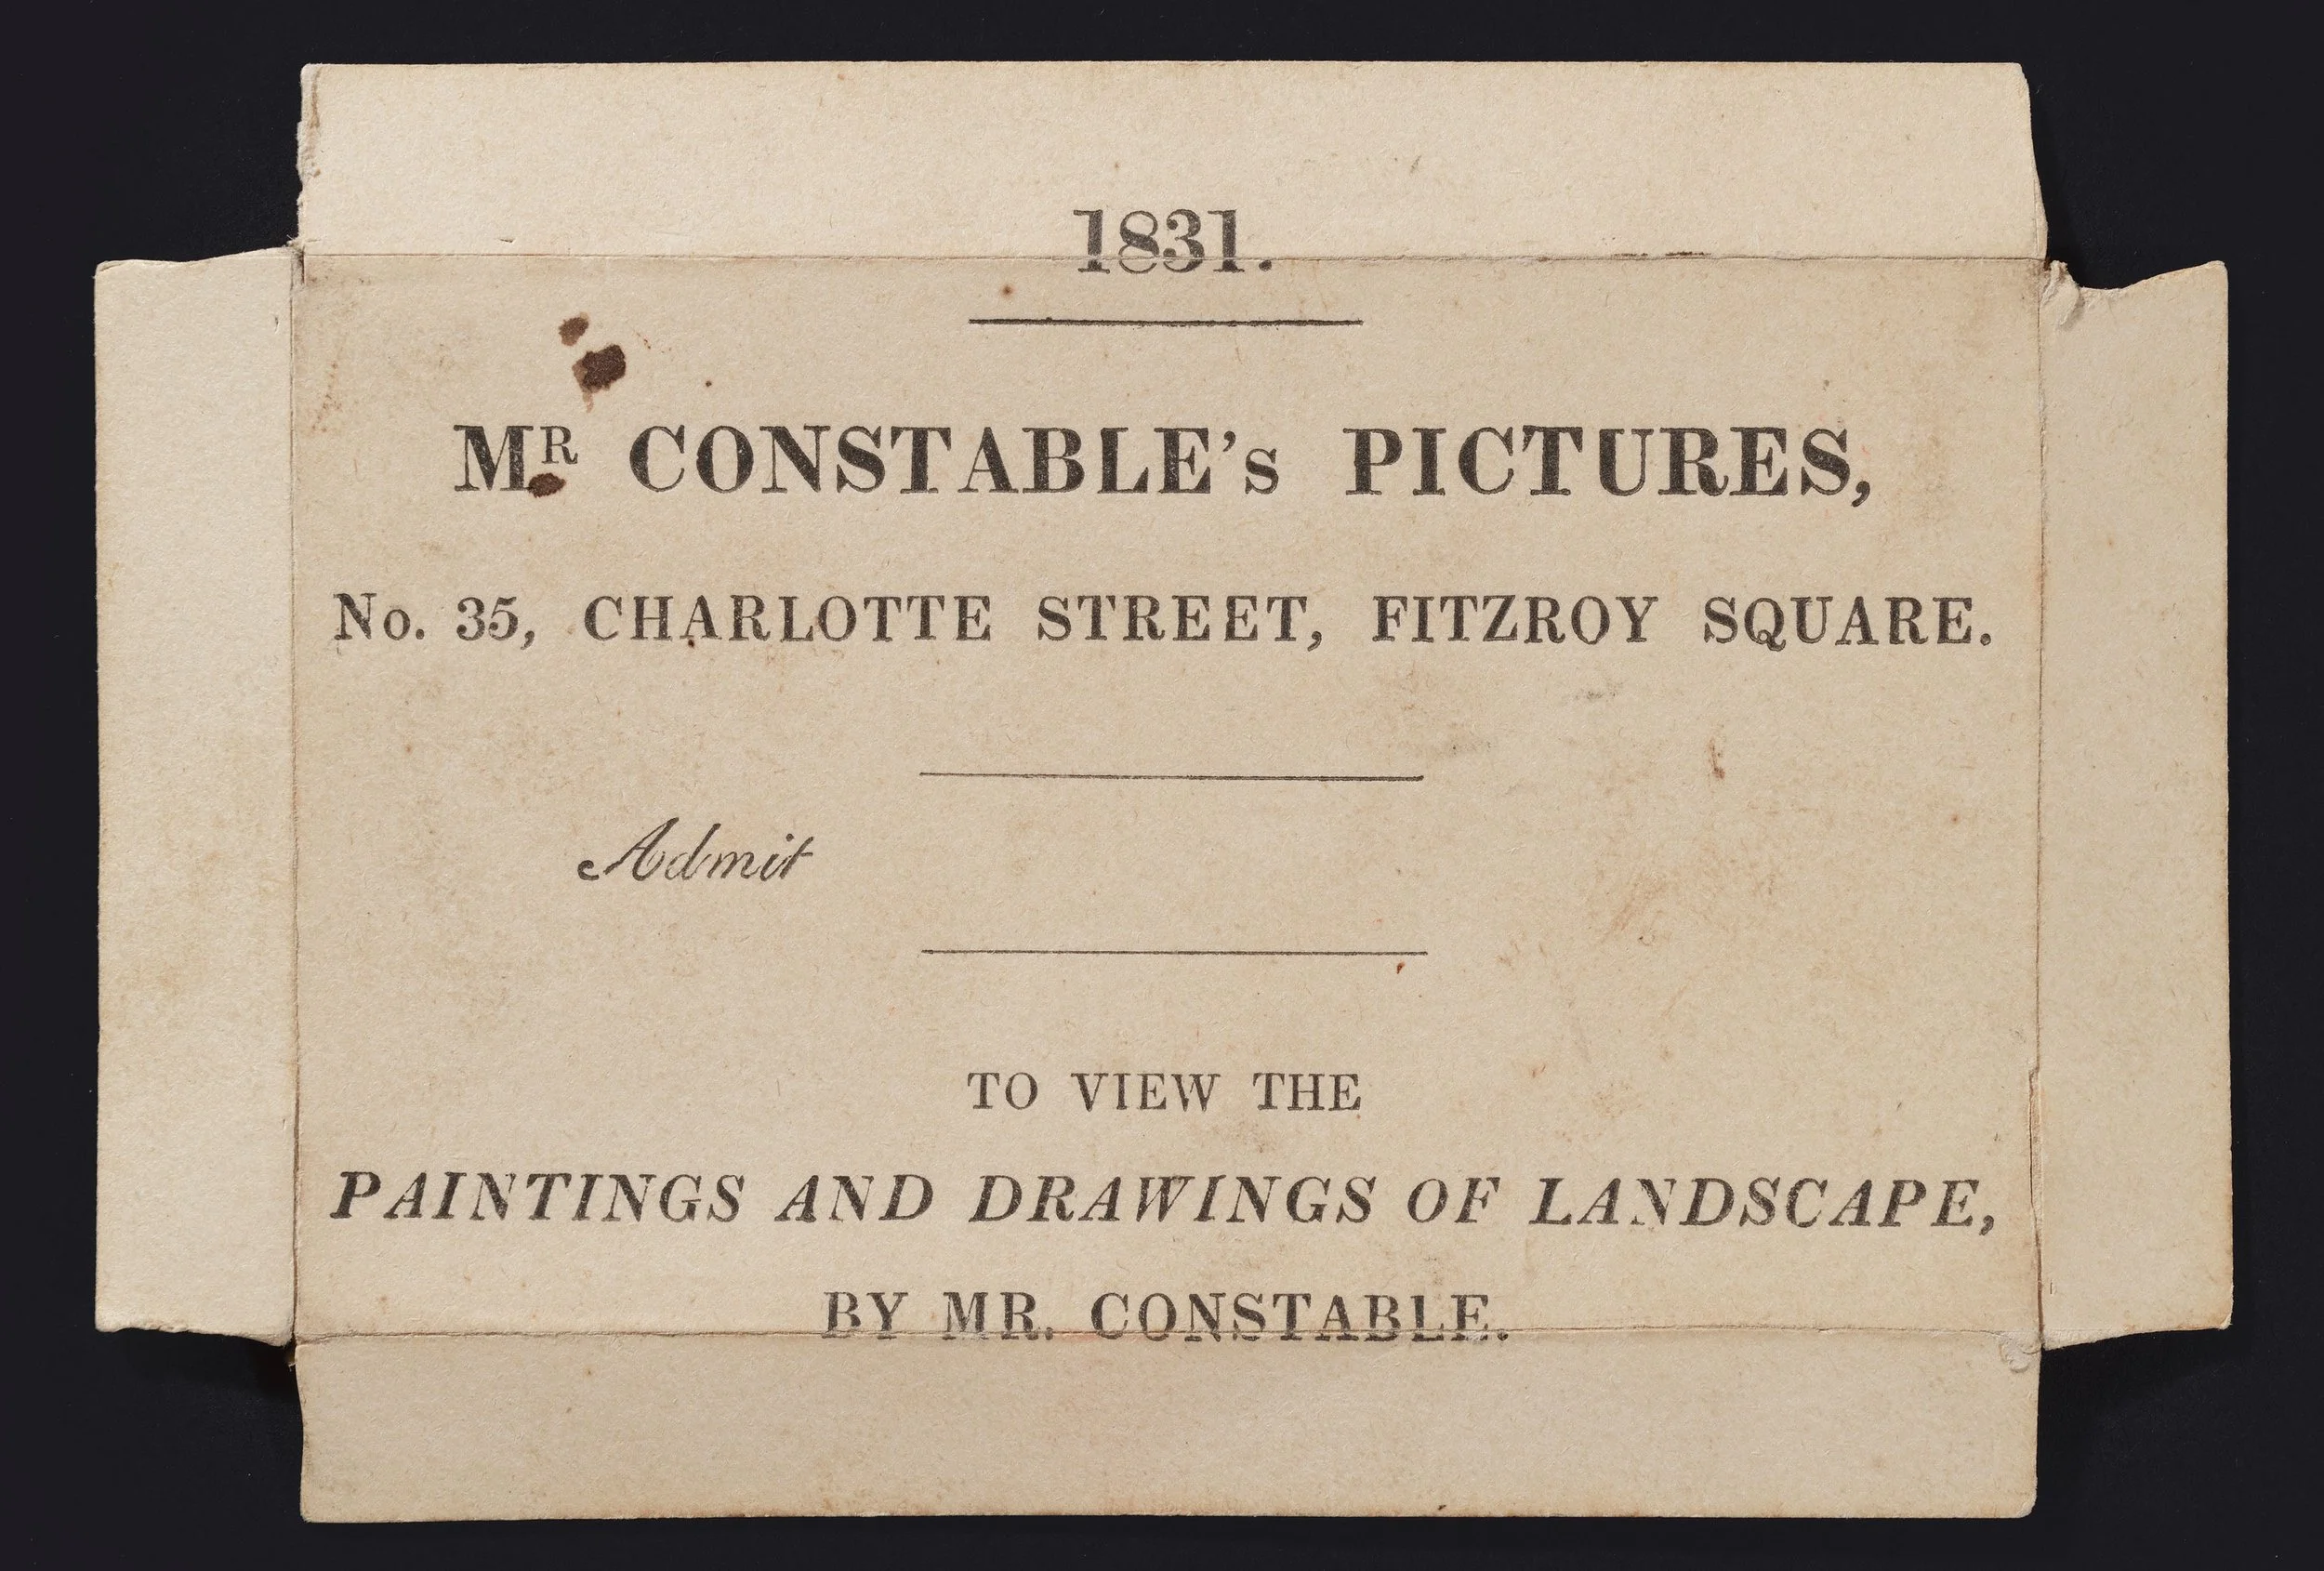 1831.
MR CONSTABLE's PICTURES,
No. 35, CHARLOTTE STREET, FITZROY SQUARE.
Admit
TO VIEW THE
PAINTINGS AND DRAWINGS OF LANDSCAPE,
BY MR. CONSTABLE.